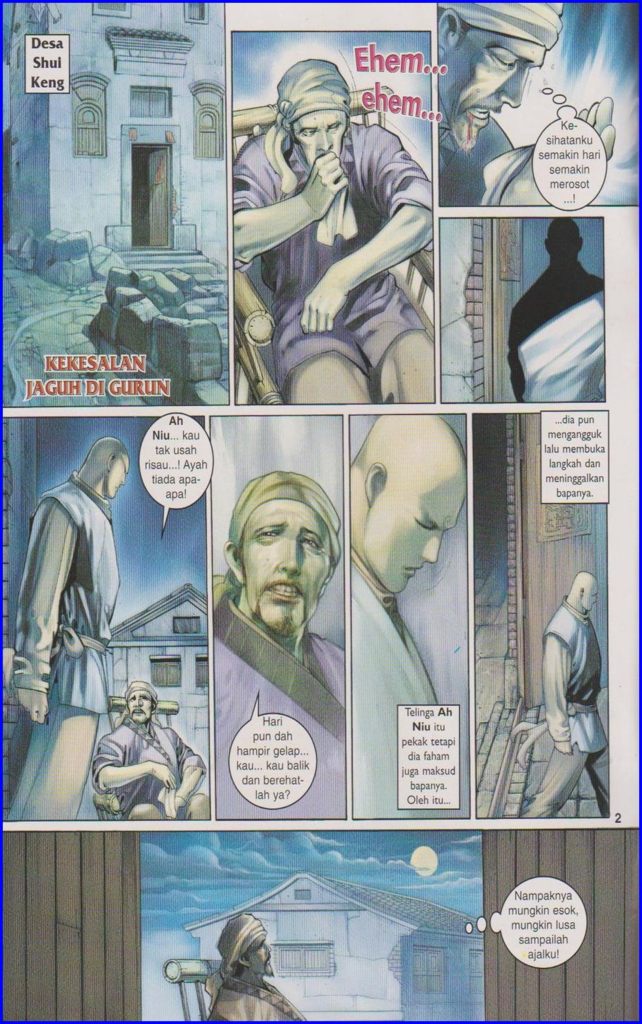 Desa
Shui
Keng
KEKESALAN
JAGUH DI GURUN
Ehem...
ehem...
Ke-
sihatanku
semakin hari
semakin
merosot
...!
Ah
Niu... kau
tak usah
risau...! Ayah
tiada apa-
apa!
Hari
pun dah
hampir gelap...
kau... kau balik
dan berehat-
lah ya?
Telinga Ah
Niu itu
pekak tetapi
dia faham
juga maksud
bapanya.
Oleh itu...
...dia pun
mengangguk
lalu membuka
langkah dan
meninggalkan
bapanya.
2
Nampaknya
mungkin esok,
mungkin lusa
sampailah
ajalku!